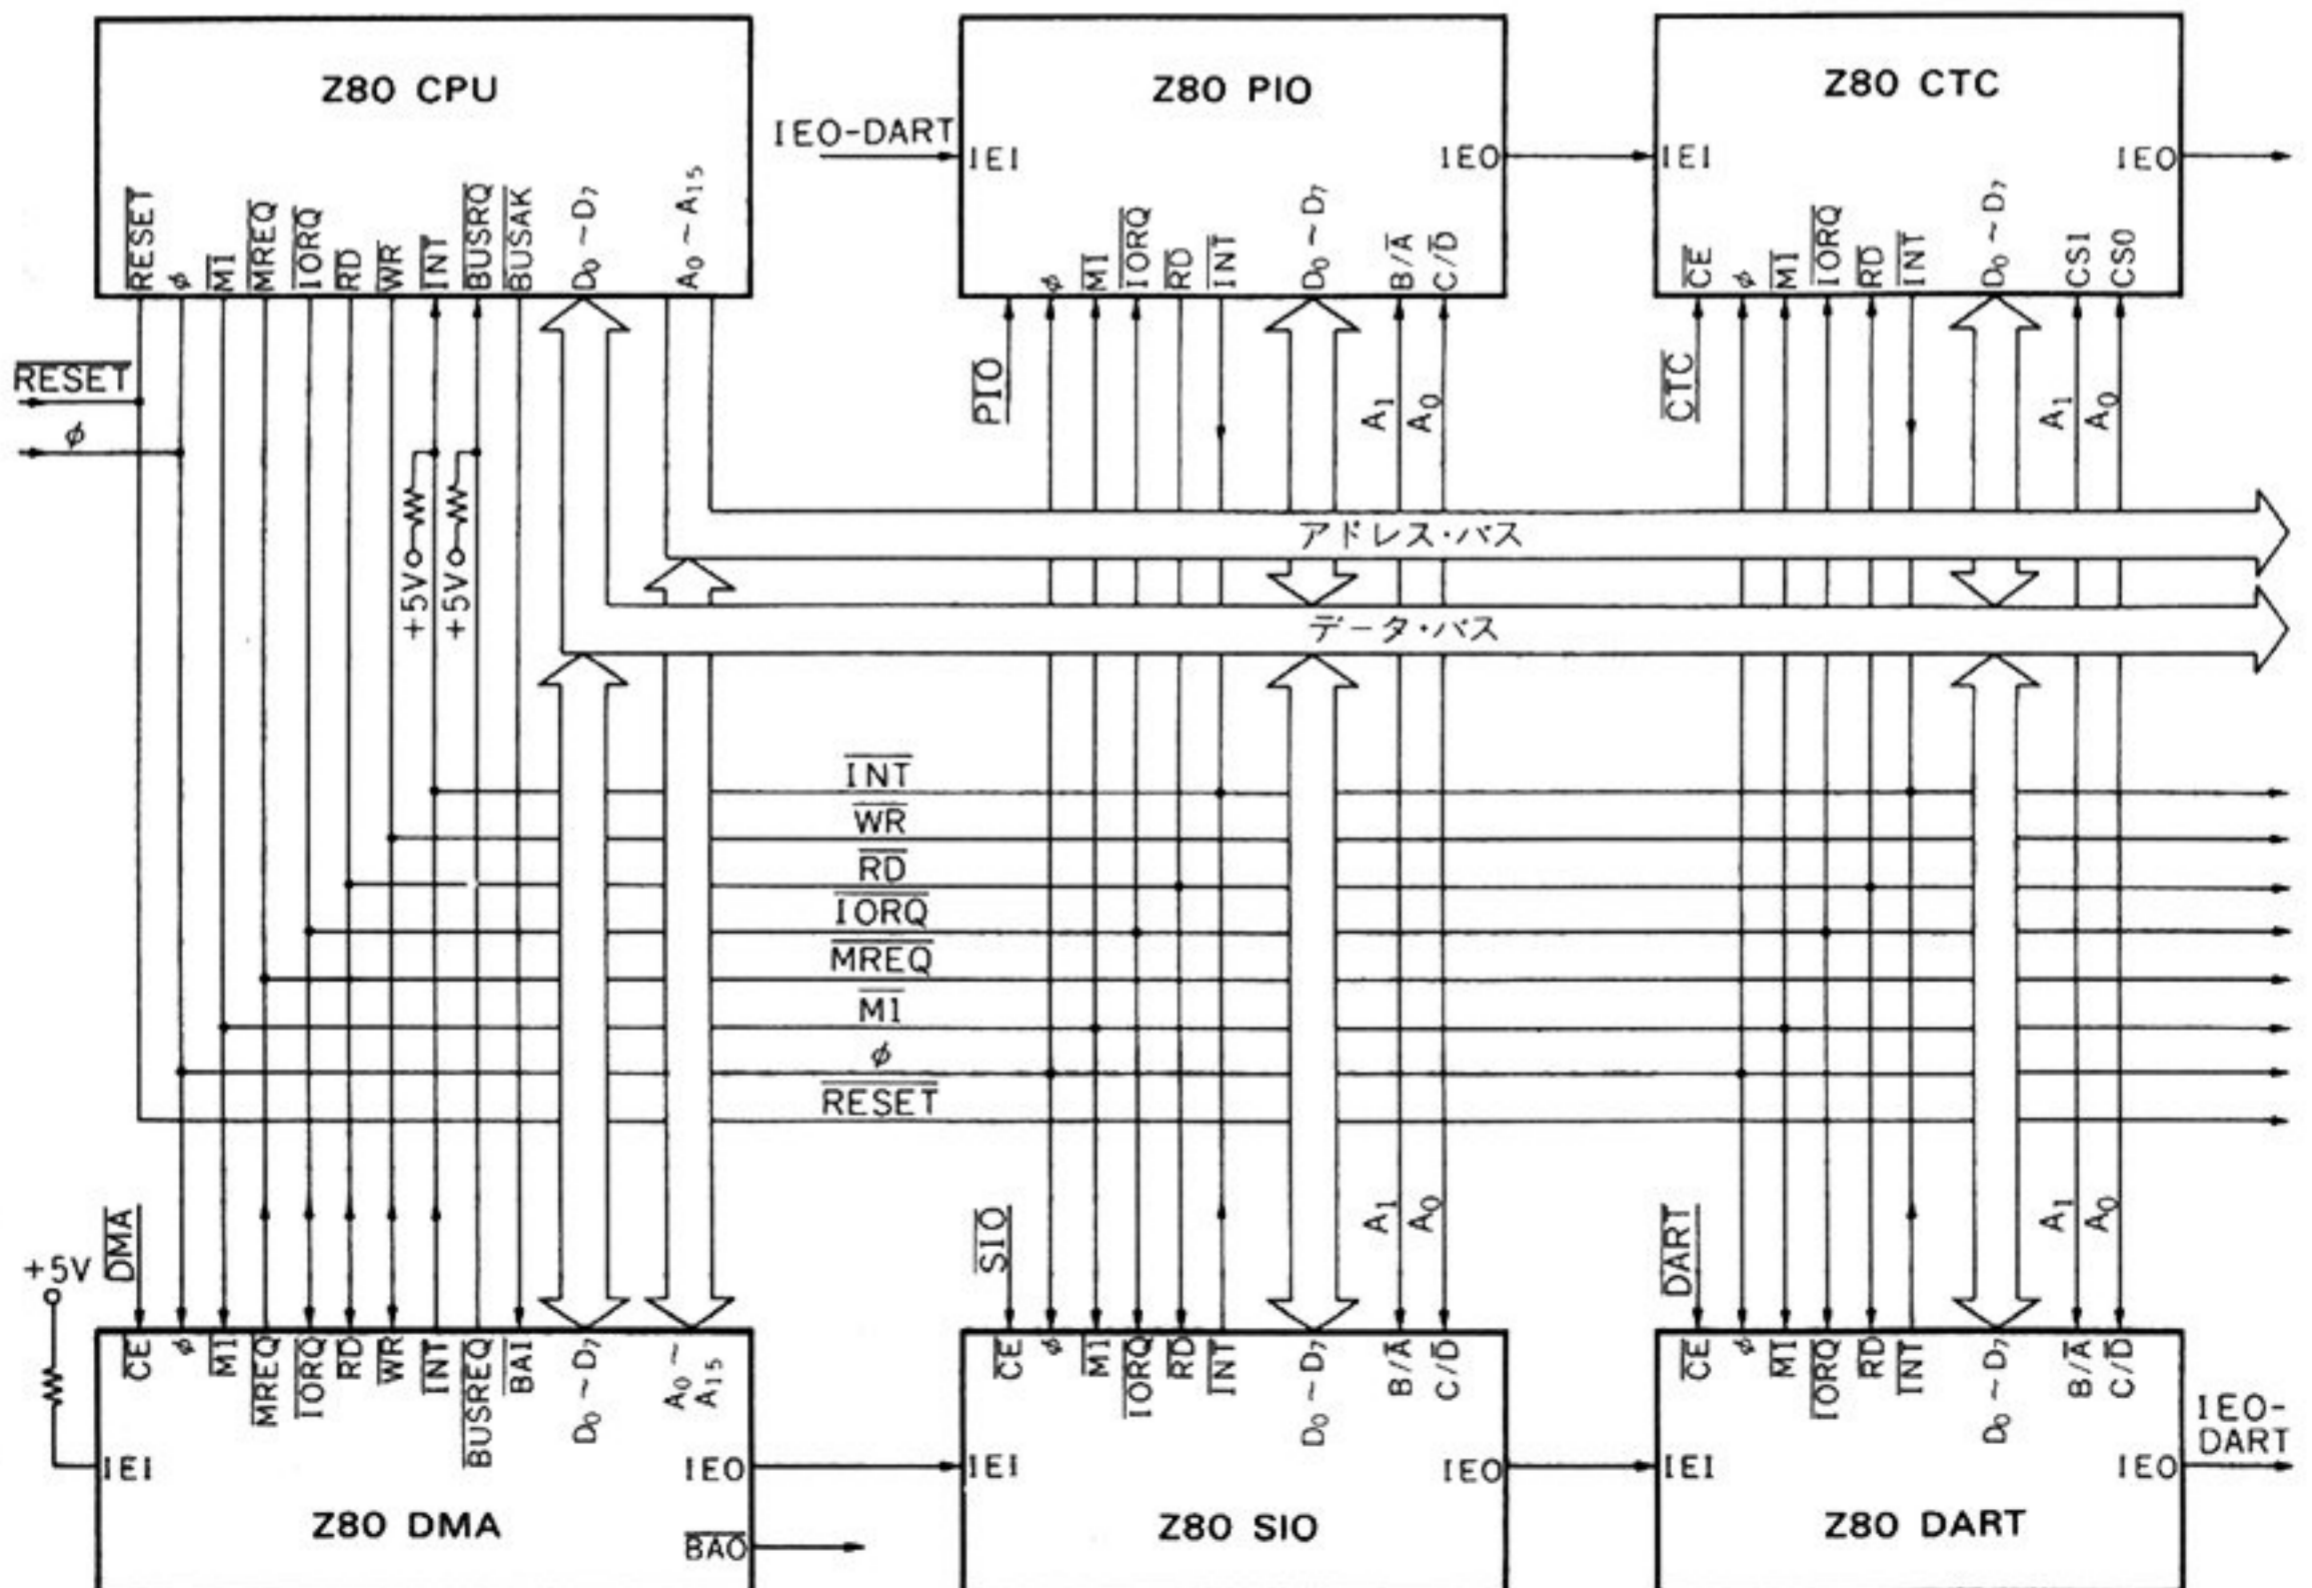 Z80 CPU
RESET
φ
M1
MREQ
IORQ
RD
WR
INT
BUSRQ
BUSAK
D0 ~ D7
A0 ~ A15
IEO-DART
Z80 PIO
IEI
IEO
φ
M1
IORQ
RD
INT
D0 ~ D7
B/A
C/D
Z80 CTC
IEI
IEO
CE
φ
M1
IORQ
RD
INT
D0 ~ D7
CS1
CS0
RESET
φ
+5V
+5V
PIO
A1
A0
CTC
A1
A0
アドレス・バス
データ・バス
INT
WR
RD
IORQ
MREQ
M1
φ
RESET
+5V
DMA
SIO
A1
A0
DART
A1
A0
CE
φ
M1
MREQ
IORQ
RD
WR
INT
BUSREQ
BAI
D0 ~ D7
A0 ~
A15
IEI
IEO
Z80 DMA
BAO
CE
φ
M1
IORQ
RD
INT
D0 ~ D7
B/A
C/D
IEI
IEO
Z80 SIO
CE
φ
M1
IORQ
RD
INT
D0 ~ D7
B/A
C/D
IEI
IEO
Z80 DART
IEO-
DART